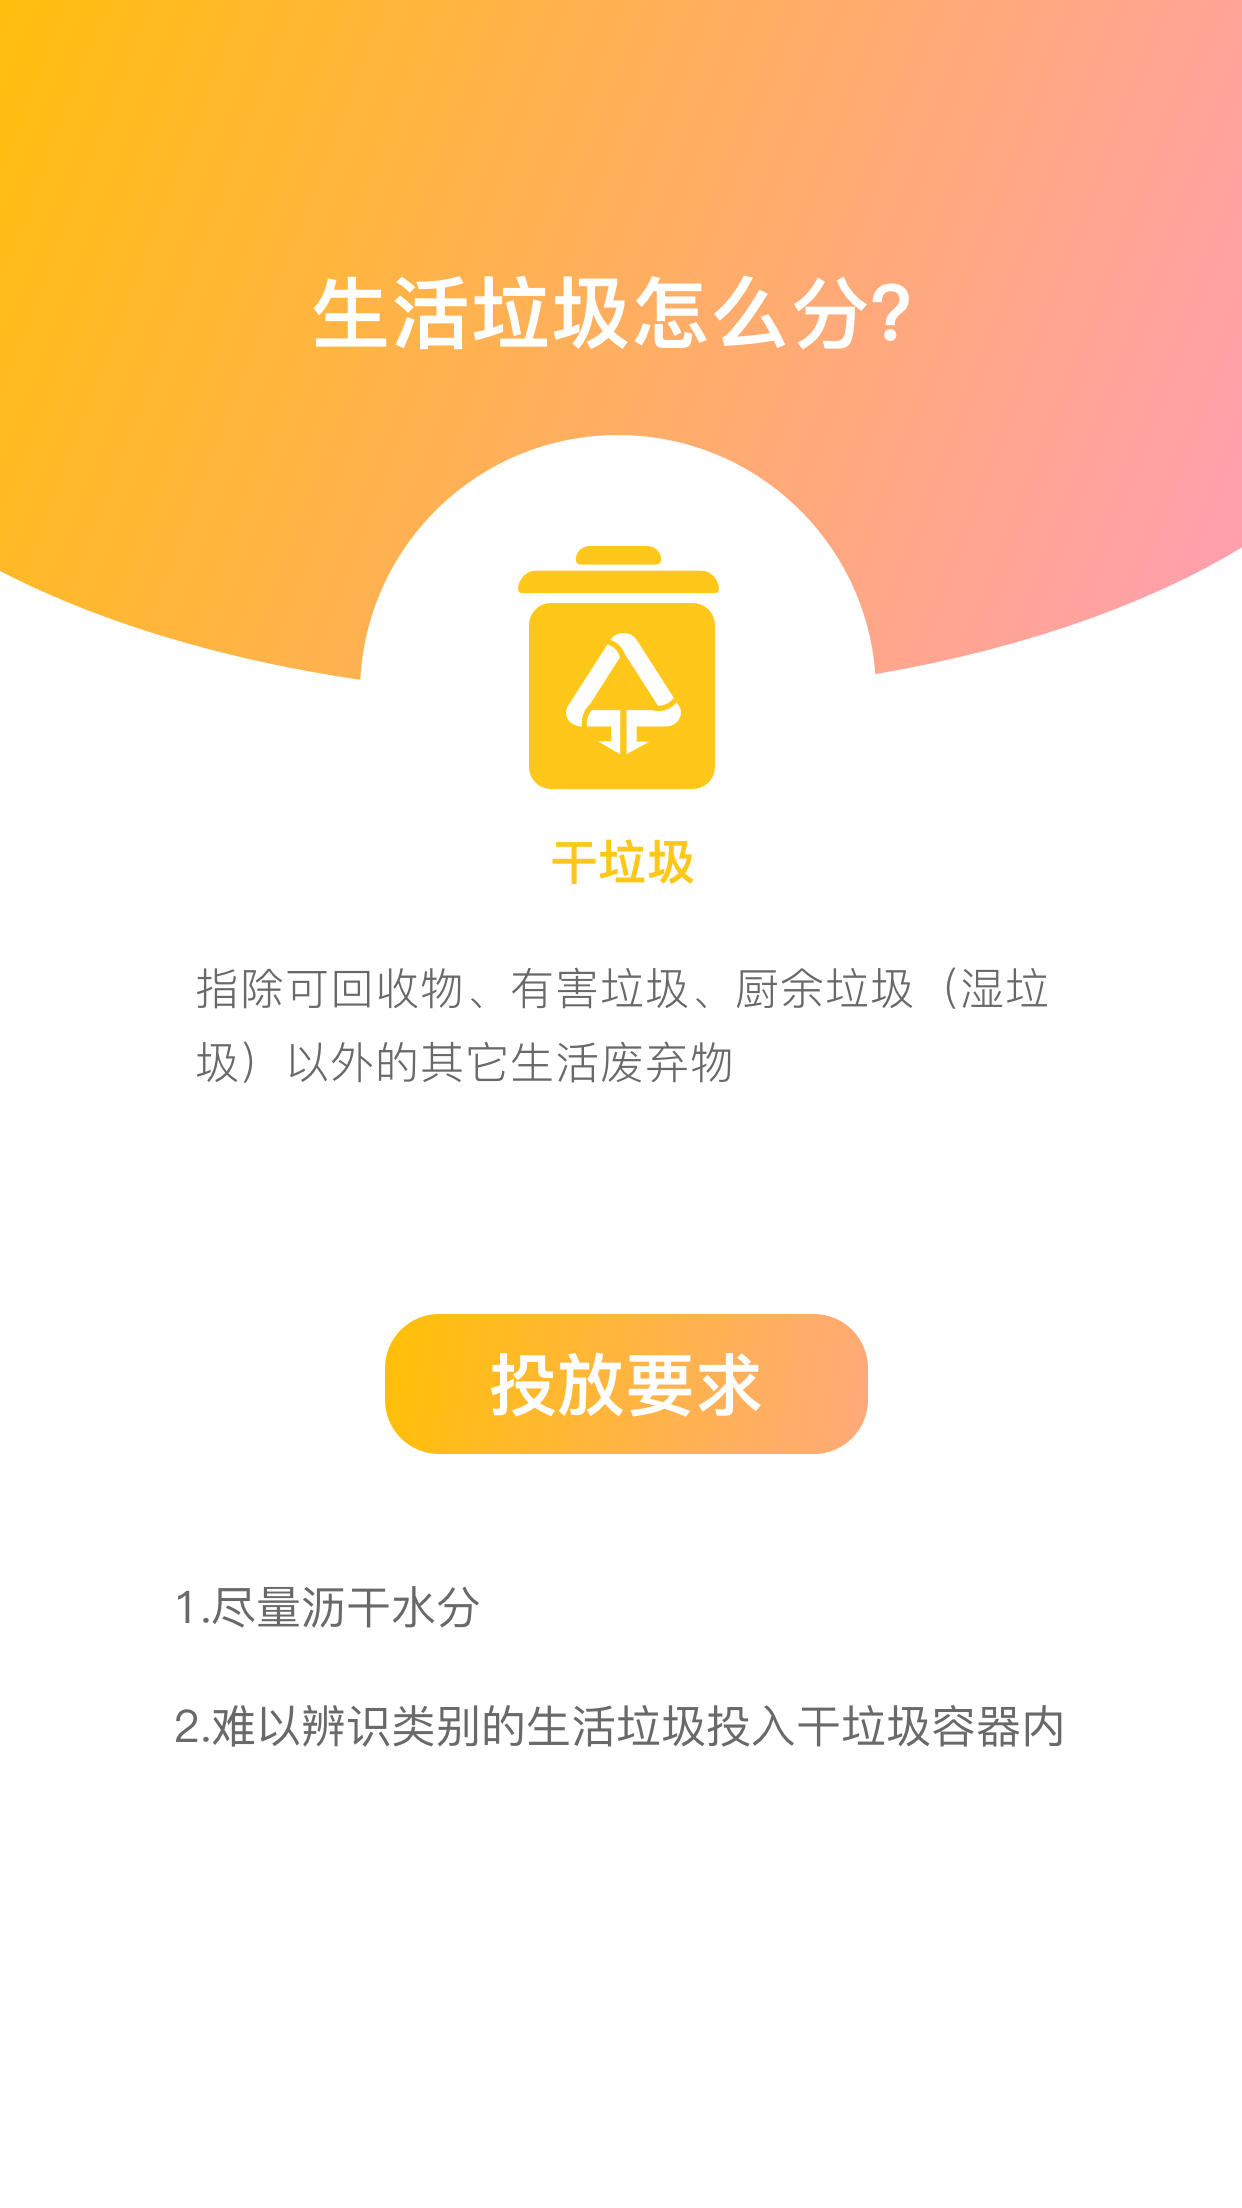 生活垃圾怎么分?
干垃圾
指除可回收物、有害垃圾、厨余垃圾（湿垃
圾）以外的其它生活废弃物
投放要求
1.尽量沥干水分
2.难以辨识类别的生活垃圾投入干垃圾容器内